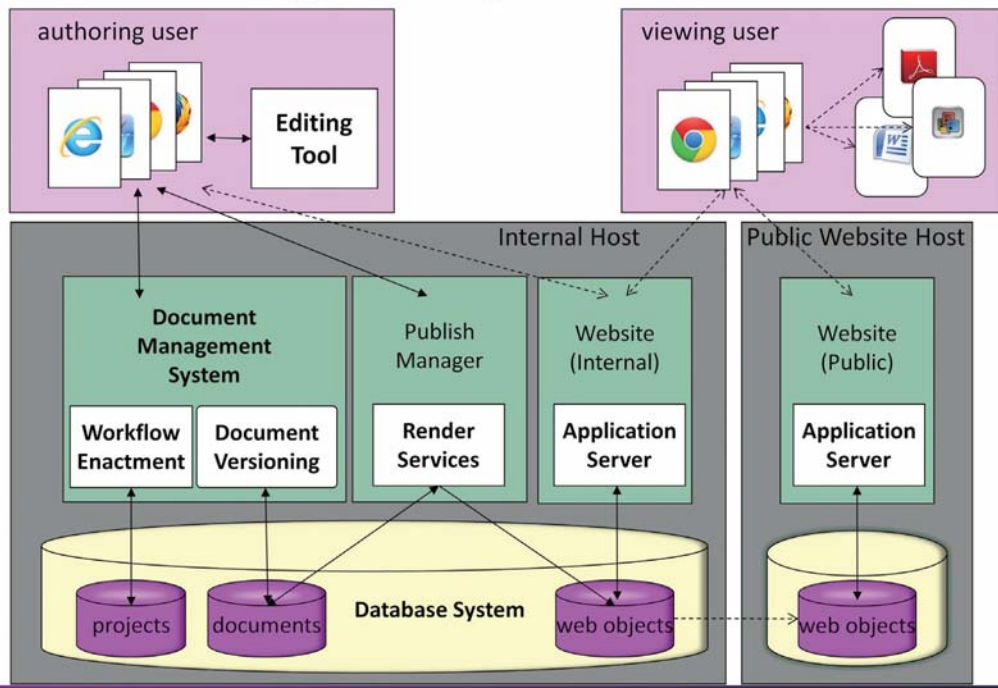 authoring user
viewing user
Editing
Tool
W
Internal Host
Public Website Host
Document
Management
System
Publish
Manager
Website
(Internal)
Website
(Public)
Workflow
Enactment
Document
Versioning
Render
Services
Application
Server
Application
Server
projects
documents
Database System
web objects
web objects